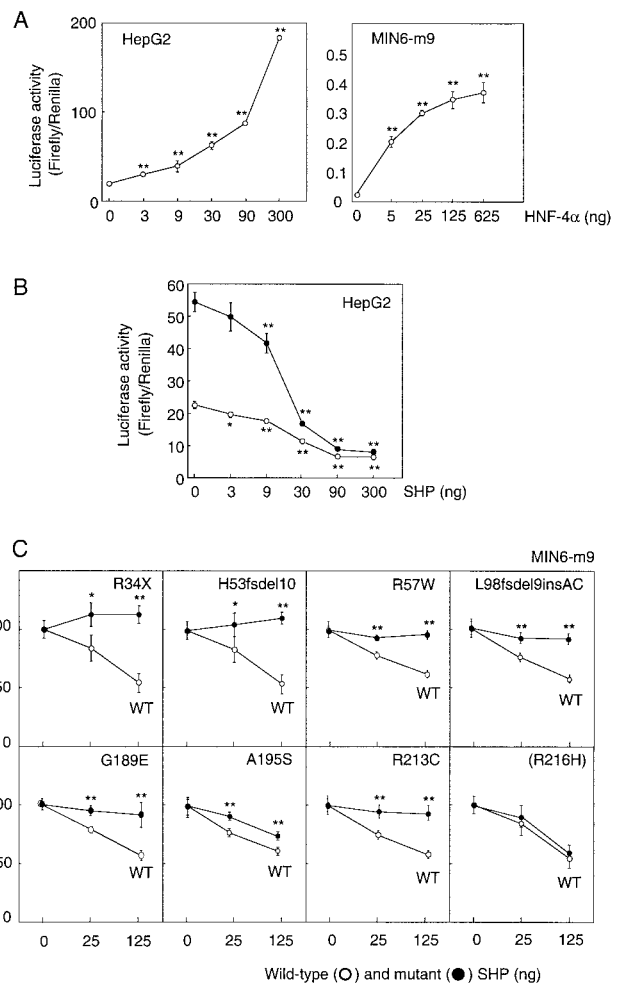 A
HepG2
MIN6-m9
Luciferase activity
(Firefly/Renilla)
200
100
0
0 3 9 30 90 300
0.5
0.4
0.3
0.2
0.1
0
0 5 25 125 625 HNF-4α (ng)
** ** ** ** **
** ** ** **
B
HepG2
Luciferase activity
(Firefly/Renilla)
60
50
40
30
20
10
0
** ** ** **
* ** ** ** **
0 3 9 30 90 300 SHP (ng)
C
MIN6-m9
R34X H53fsdel10 R57W L98fsdel9insAC
* ** * ** ** ** ** **
00
50
0
WT WT WT WT
G189E A195S R213C (R216H)
** ** ** ** ** **
00
50
0
WT WT WT WT
0 25 125 0 25 125 0 25 125 0 25 125
Wild-type (○) and mutant (●) SHP (ng)